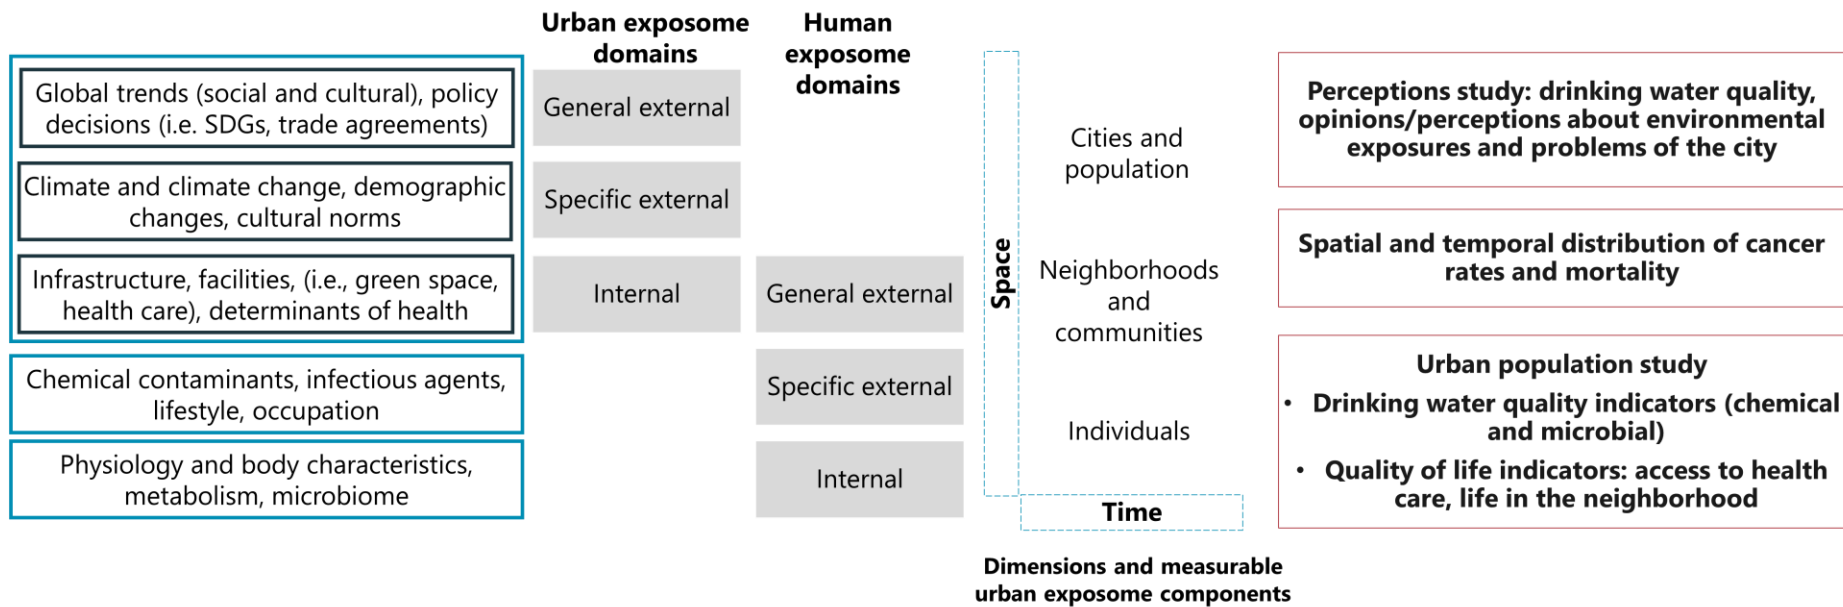 Urban exposome
domains
Human
exposome
domains
Global trends (social and cultural), policy
decisions (i.e. SDGs, trade agreements)
General external
Climate and climate change, demographic
changes, cultural norms
Specific external
Infrastructure, facilities, (i.e., green space,
health care), determinants of health
Internal
General external
Chemical contaminants, infectious agents,
lifestyle, occupation
Specific external
Physiology and body characteristics,
metabolism, microbiome
Internal
Space
Cities and
population
Neighborhoods
and
communities
Individuals
Time
Dimensions and measurable
urban exposome components
Perceptions study: drinking water quality,
opinions/perceptions about environmental
exposures and problems of the city
Spatial and temporal distribution of cancer
rates and mortality
Urban population study
• Drinking water quality indicators (chemical
and microbial)
• Quality of life indicators: access to health
care, life in the neighborhood